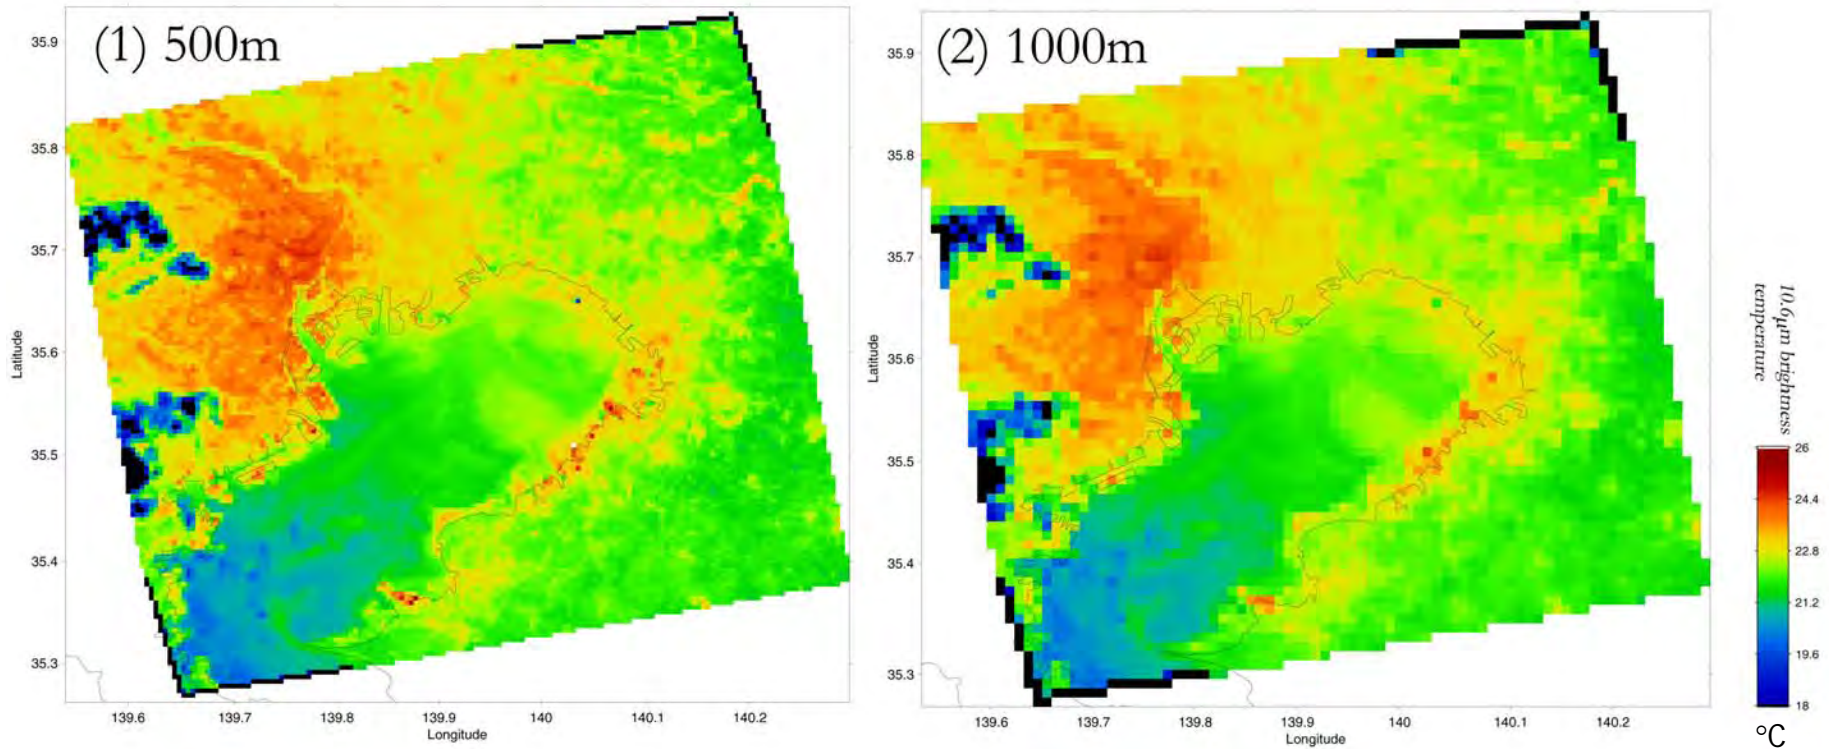 (1) 500m
35.9
35.8
35.7
35.6
35.5
35.4
35.3
Latitude
139.6 139.7 139.8 139.9 140 140.1 140.2
Longitude
(2) 1000m
35.9
35.8
35.7
35.6
35.5
35.4
35.3
Latitude
139.6 139.7 139.8 139.9 140 140.1 140.2
Longitude
10.6μm brightness
temperature
26
24.4
22.8
21.2
19.6
18
°C